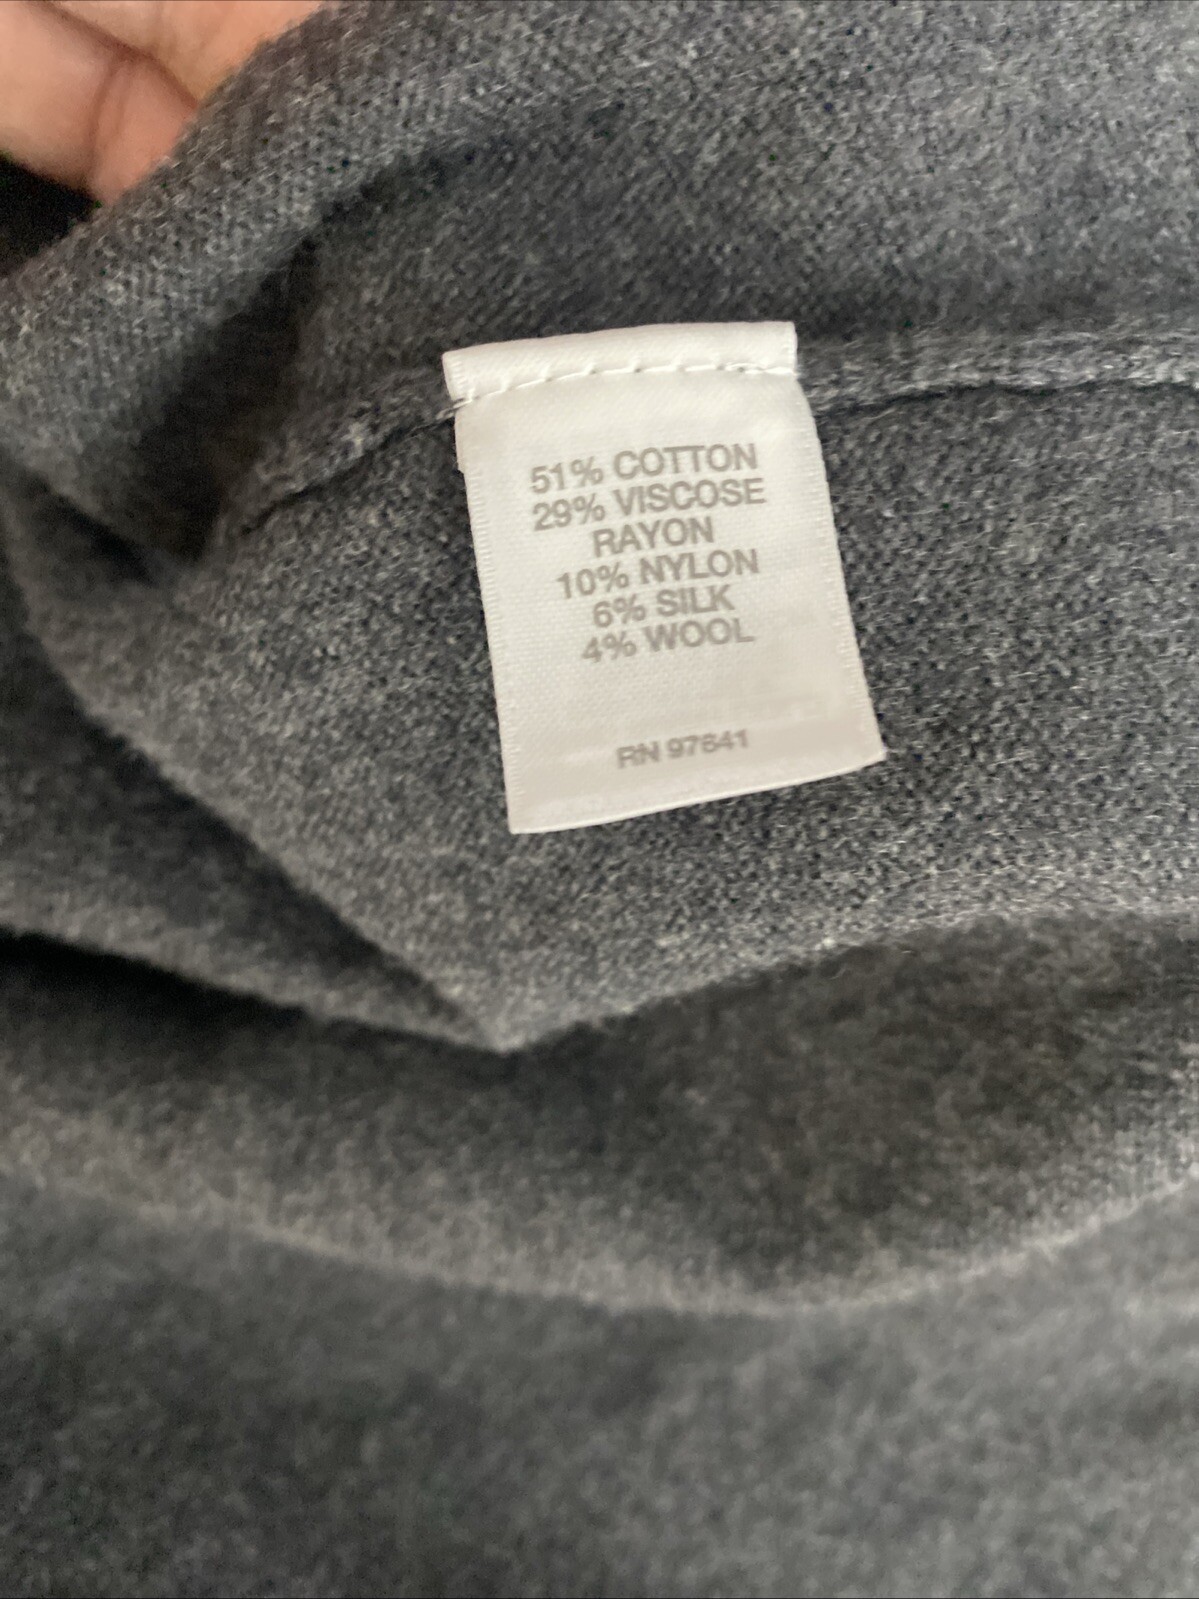 51% COTTON
29% VISCOSE
RAYON
10% NYLON
6% SILK
4% WOOL
RN 97641